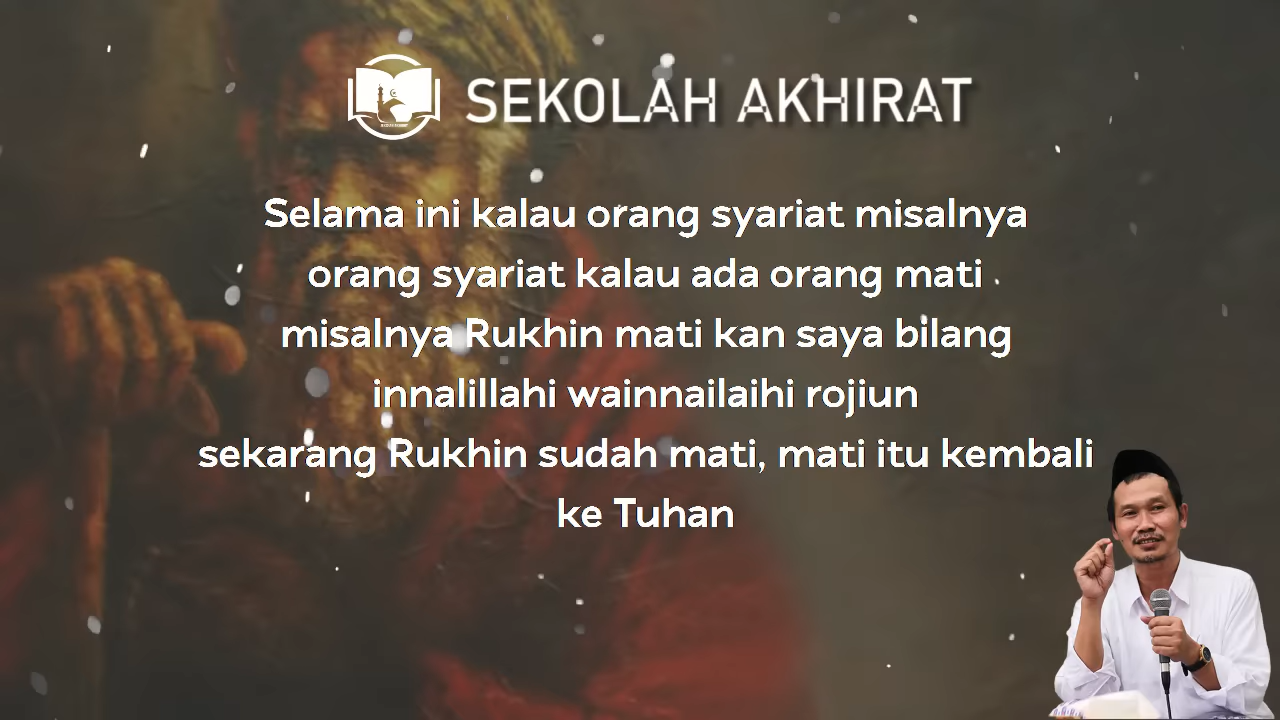 SEKOLAH AKHIRAT
Selama ini kalau orang syariat misalnya
orang syariat kalau ada orang mati
misalnya Rukhin mati kan saya bilang
innalillahi wainnailaihi rojiun
sekarang Rukhin sudah mati, mati itu kembali
ke Tuhan